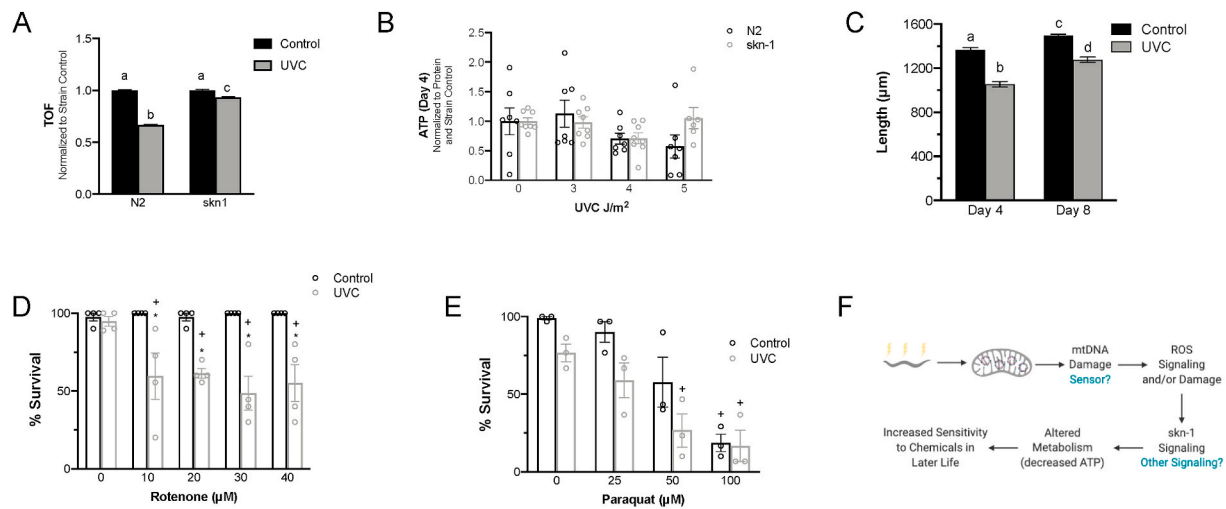 A
Control
UVC
TOF
Normalized to Strain Control
1.5
1.0
0.5
0.0
a
b
a
c
N2
skn1
B
N2
skn-1
ATP (Day 4)
Normalized to Protein
and Strain Control
2.5
2.0
1.5
1.0
0.5
0.0
0
3
4
5
UVC J/m²
C
Control
UVC
Length (μm)
1600
1200
800
400
0
a
b
c
d
Day 4
Day 8
D
Control
UVC
% Survival
100
50
0
+
*
+
*
+
*
+
*
0
10
20
30
40
Rotenone (μM)
E
Control
UVC
% Survival
100
50
0
+
+
+
0
25
50
100
Paraquat (μM)
F
mtDNA
Damage
Sensor?
ROS
Signaling
and/or Damage
skn-1
Signaling
Other Signaling?
Altered
Metabolism
(decreased ATP)
Increased Sensitivity
to Chemicals in
Later Life